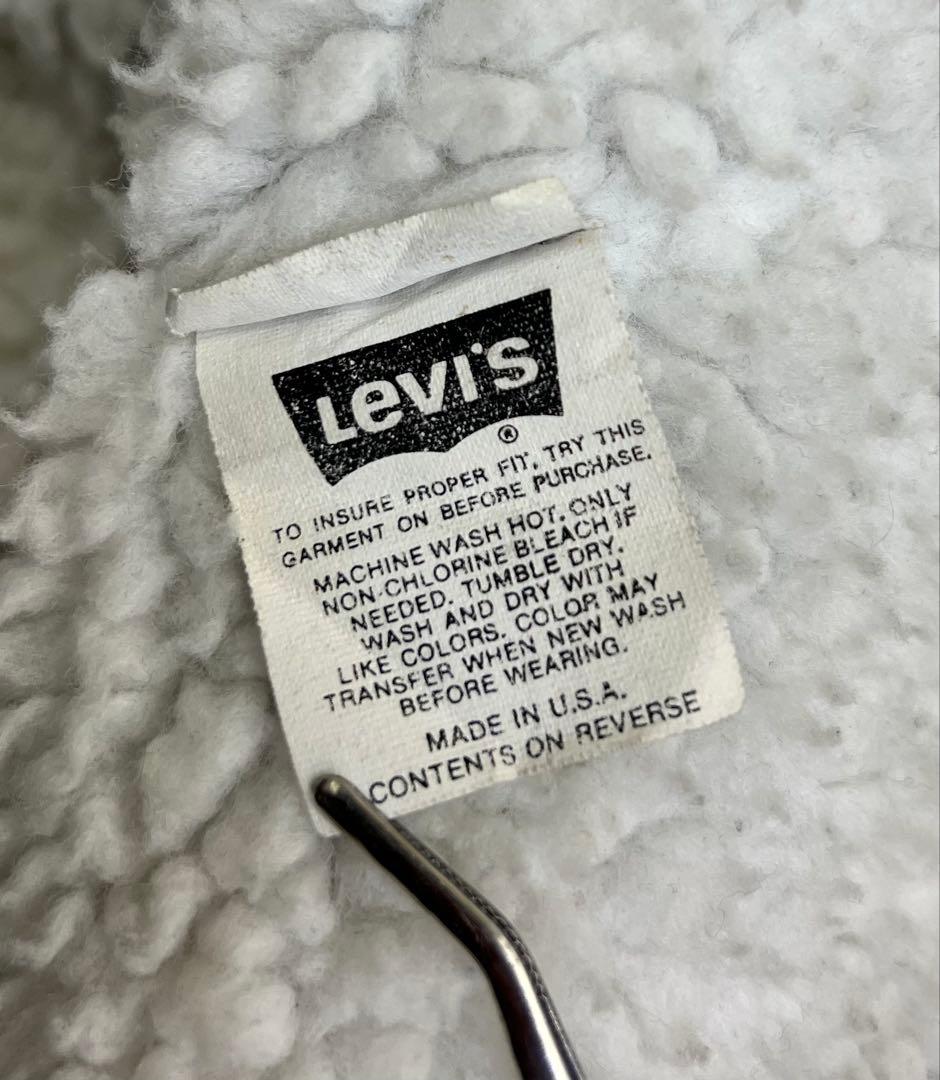 Levi's
®
TO INSURE PROPER FIT, TRY THIS
GARMENT ON BEFORE PURCHASE.
MACHINE WASH HOT. ONLY
NON-CHLORINE BLEACH IF
NEEDED. TUMBLE DRY.
WASH AND DRY WITH
LIKE COLORS. COLOR MAY
TRANSFER WHEN NEW WASH
BEFORE WEARING.
MADE IN U.S.A.
CONTENTS ON REVERSE